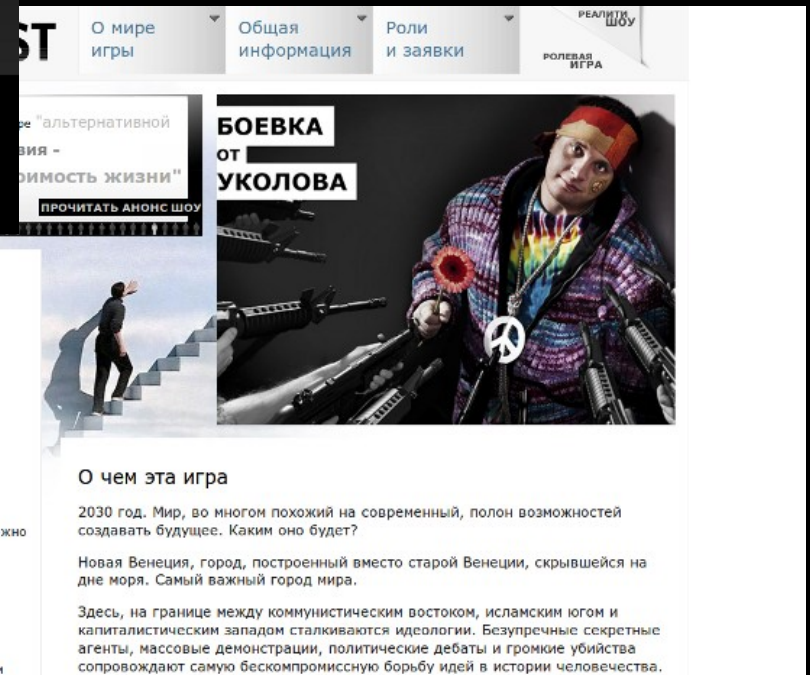 ST
О мире
игры
Общая
информация
Роли
и заявки
РЕАЛИТИ
ШОУ
РОЛЕВАЯ
ИГРА
ре "альтернативной
вия -
оимость жизни"
ПРОЧИТАТЬ АНОНС ШОУ
БОЕВКА
ОТ
УКОЛОВА
О чем эта игра
2030 год. Мир, во многом похожий на современный, полон возможностей
создавать будущее. Каким оно будет?
жно
Новая Венеция, город, построенный вместо старой Венеции, скрывшейся на
дне моря. Самый важный город мира.
Здесь, на границе между коммунистическим востоком, исламским югом и
капиталистическим западом сталкиваются идеологии. Безупречные секретные
агенты, массовые демонстрации, политические дебаты и громкие убийства
сопровождают самую бескомпромиссную борьбу идей в истории человечества.